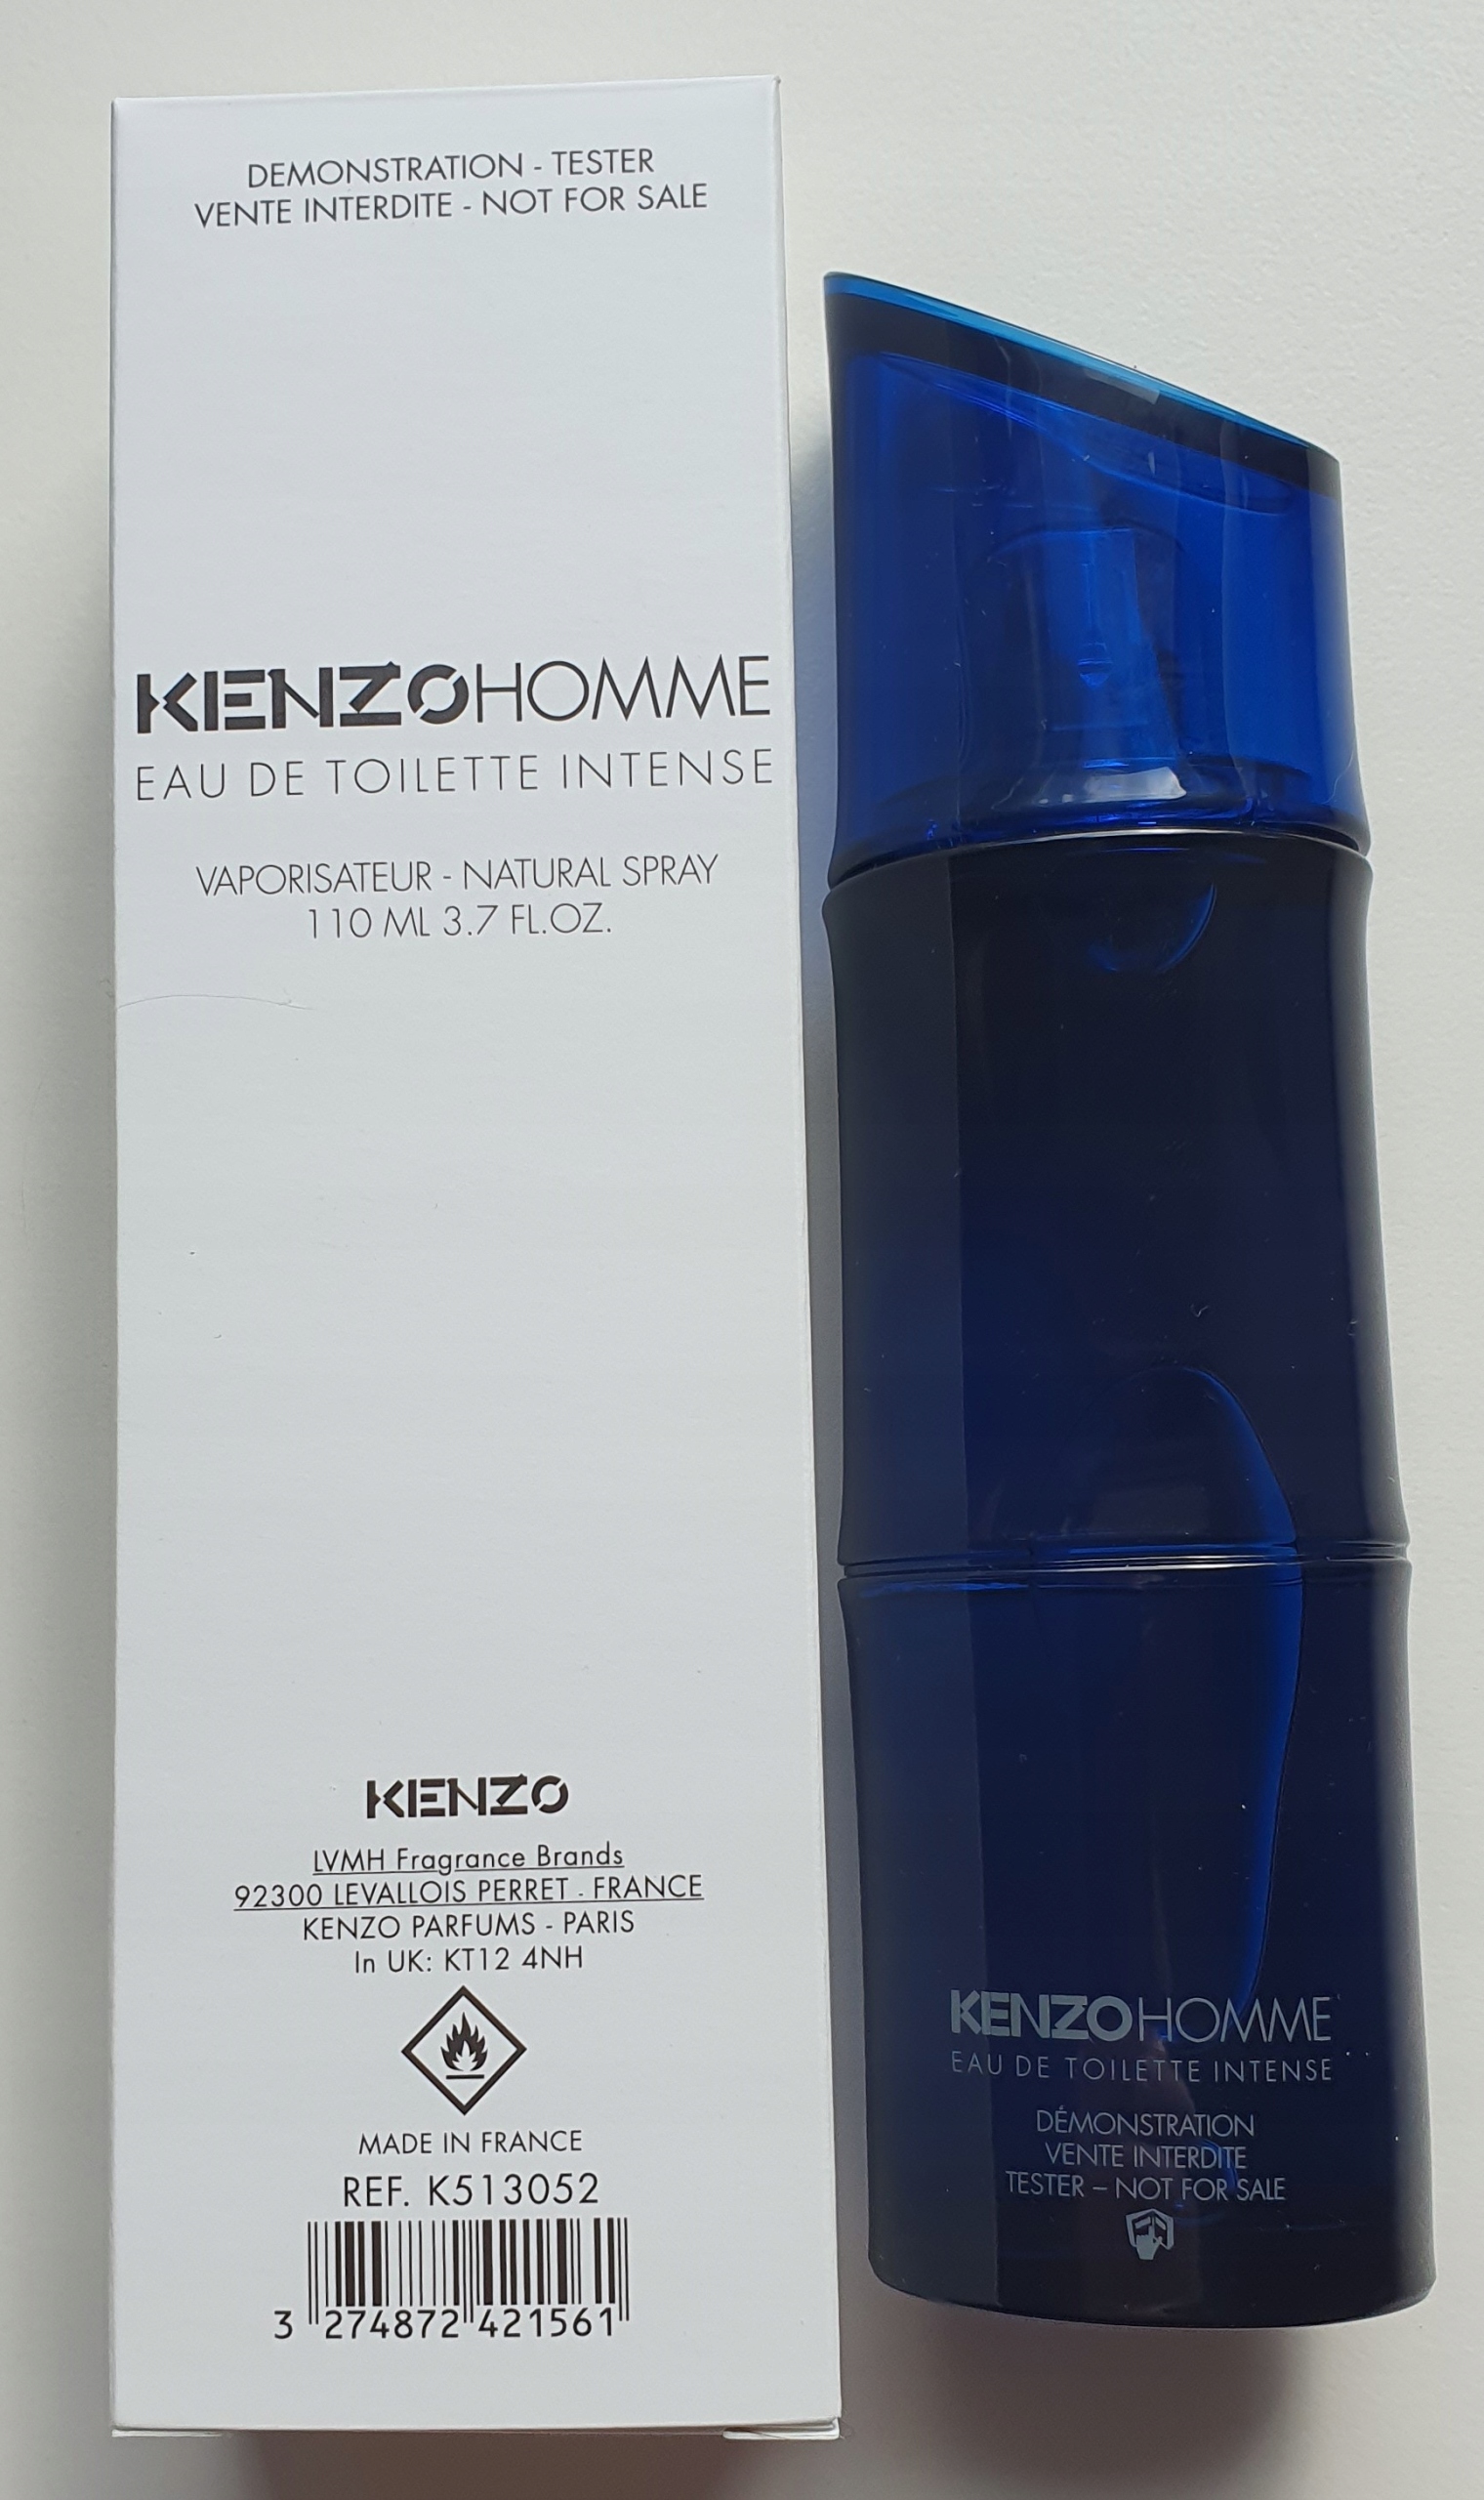 DEMONSTRATION - TESTER
VENTE INTERDITE - NOT FOR SALE
KENZOHOMME
EAU DE TOILETTE INTENSE
VAPORISATEUR - NATURAL SPRAY
110 ML 3.7 FL.OZ.
KENZO
LVMH Fragrance Brands
92300 LEVALLOIS PERRET - FRANCE
KENZO PARFUMS - PARIS
In UK: KT12 4NH
MADE IN FRANCE
REF. K513052
3 274872 421561
KENZOHOMME
EAU DE TOILETTE INTENSE
DÉMONSTRATION
VENTE INTERDITE
TESTER – NOT FOR SALE